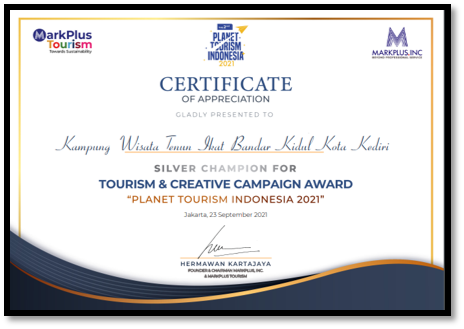 MarkPlus
Tourism
Towards Sustainability
PLANET
TOURISM
INDONESIA
2021
MARKPLUS.INC
BEYOND PROFESSIONAL SERVICE
CERTIFICATE
OF APPRECIATION
GLADLY PRESENTED TO
Kampung Wisata Tenun Ikat Bandar Kidul Kota Kediri
SILVER CHAMPION FOR
TOURISM & CREATIVE CAMPAIGN AWARD
“PLANET TOURISM INDONESIA 2021”
Jakarta, 23 September 2021
HERMAWAN KARTAJAYA
FOUNDER & CHAIRMAN MARKPLUS, INC.
& MARKPLUS TOURISM